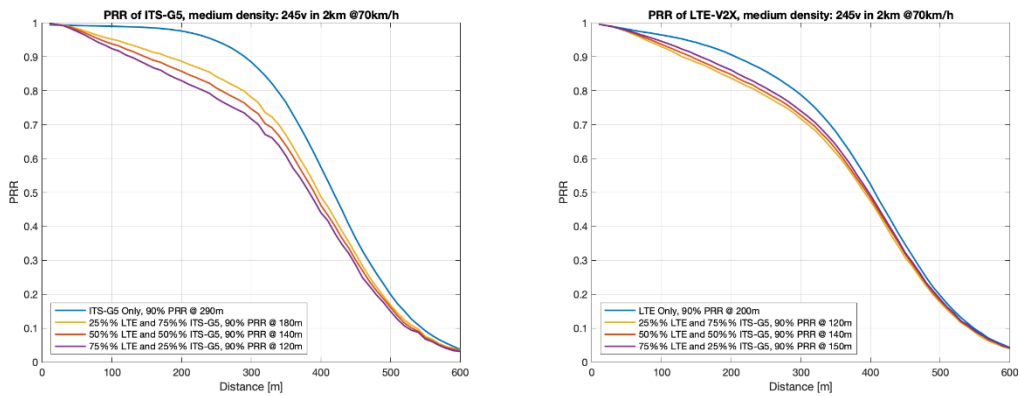 PRR of ITS-G5, medium density: 245v in 2km @70km/h
1
0.9
0.8
0.7
0.6
0.5
0.4
0.3
0.2
0.1
0
PRR
ITS-G5 Only, 90% PRR @ 290m
25%% LTE and 75%% ITS-G5, 90% PRR @ 180m
50%% LTE and 50%% ITS-G5, 90% PRR @ 140m
75%% LTE and 25%% ITS-G5, 90% PRR @ 120m
0 100 200 300 400 500 600
Distance [m]
PRR of LTE-V2X, medium density: 245v in 2km @70km/h
1
0.9
0.8
0.7
0.6
0.5
0.4
0.3
0.2
0.1
0
PRR
LTE Only, 90% PRR @ 200m
25%% LTE and 75%% ITS-G5, 90% PRR @ 120m
50%% LTE and 50%% ITS-G5, 90% PRR @ 140m
75%% LTE and 25%% ITS-G5, 90% PRR @ 150m
0 100 200 300 400 500 600
Distance [m]